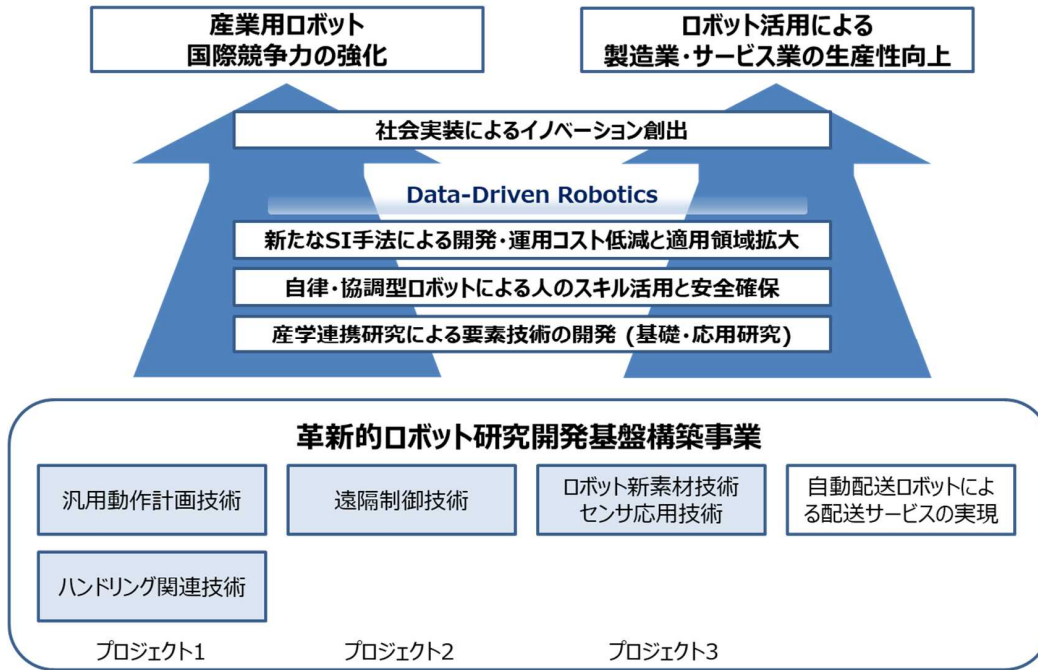 産業用ロボット
国際競争力の強化
ロボット活用による
製造業・サービス業の生産性向上
社会実装によるイノベーション創出
Data-Driven Robotics
新たなSI手法による開発・運用コスト低減と適用領域拡大
自律・協調型ロボットによる人のスキル活用と安全確保
産学連携研究による要素技術の開発 (基礎・応用研究)
革新的ロボット研究開発基盤構築事業
汎用動作計画技術
遠隔制御技術
ロボット新素材技術
センサ応用技術
自動配送ロボットによ
る配送サービスの実現
ハンドリング関連技術
プロジェクト1
プロジェクト2
プロジェクト3